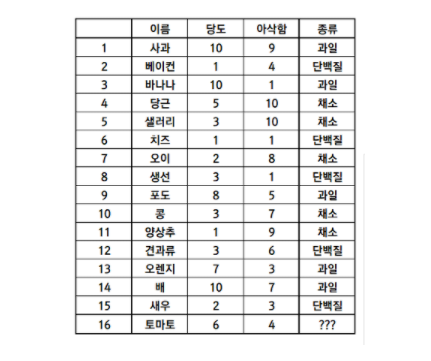 이름 당도 아삭함 종류
1 사과 10 9 과일
2 베이컨 1 4 단백질
3 바나나 10 1 과일
4 당근 5 10 채소
5 샐러리 3 10 채소
6 치즈 1 1 단백질
7 오이 2 8 채소
8 생선 3 1 단백질
9 포도 8 5 과일
10 콩 3 7 채소
11 양상추 1 9 채소
12 견과류 3 6 단백질
13 오렌지 7 3 과일
14 배 10 7 과일
15 새우 2 3 단백질
16 토마토 6 4 ???